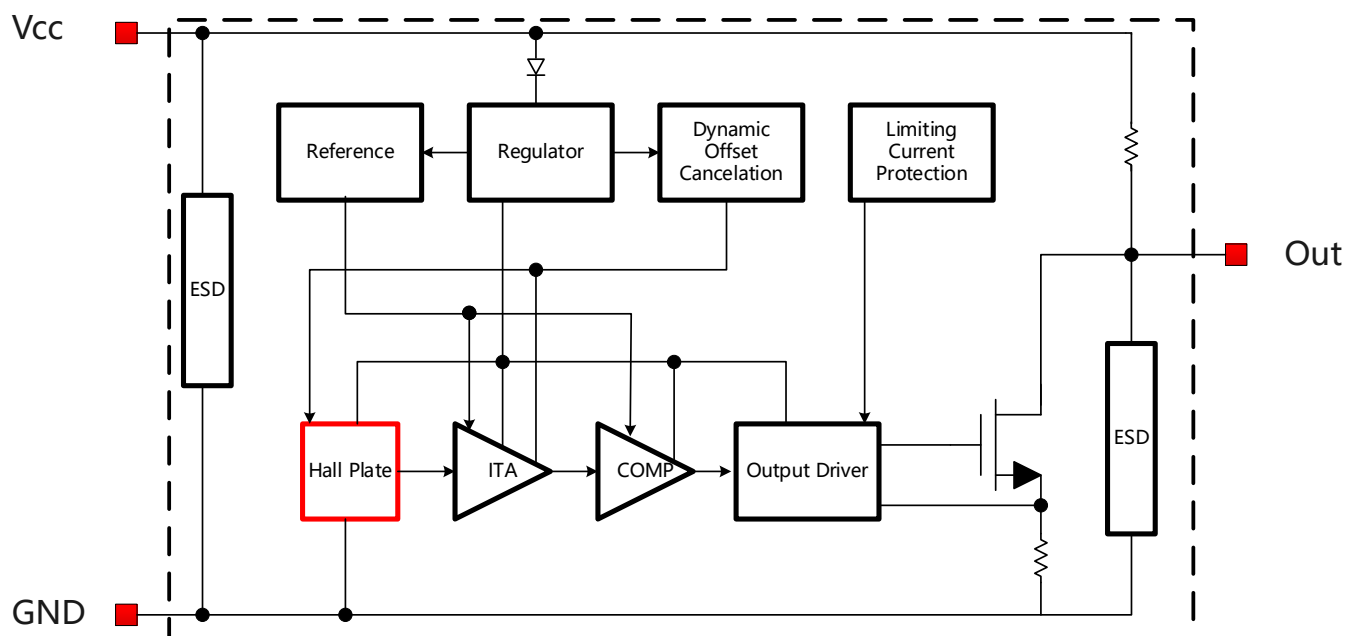 Vcc
Reference
Regulator
Dynamic
Offset
Cancelation
Limiting
Current
Protection
ESD
Out
Hall Plate
ITA
COMP
Output Driver
ESD
GND